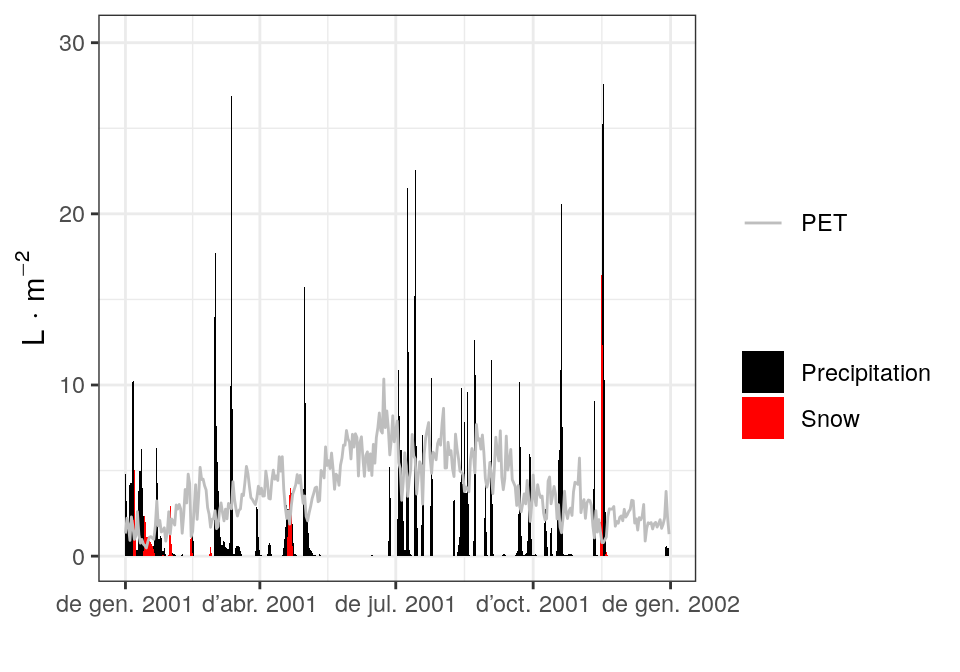 30
20
10
0
L · m⁻²
de gen. 2001 d’abr. 2001 de jul. 2001 d’oct. 2001 de gen. 2002
PET
Precipitation
Snow